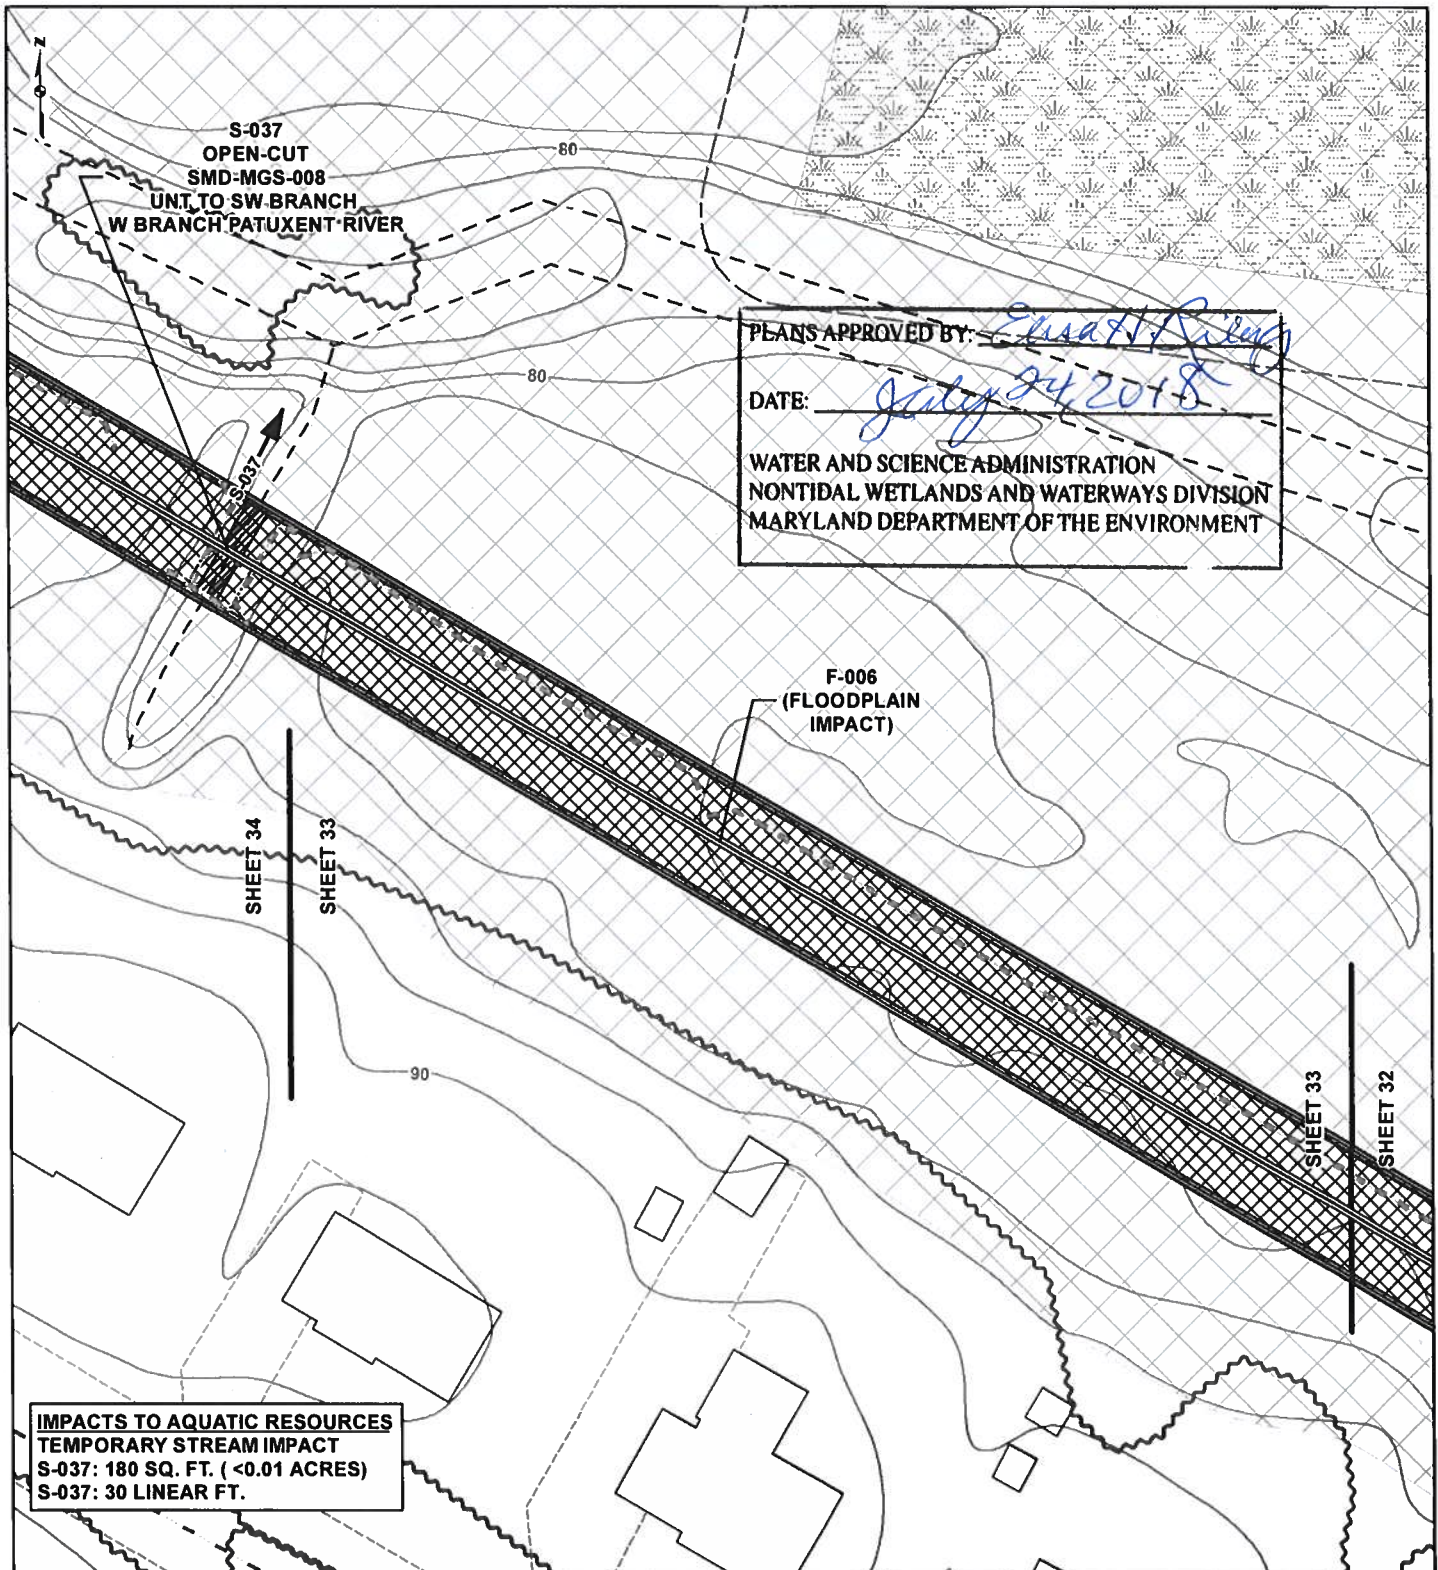 N
S-037
OPEN-CUT
SMD-MGS-008
UNT TO SW BRANCH
W BRANCH PATUXENT RIVER
80
PLANS APPROVED BY: Elisa H Riley
DATE: July 24, 2018
WATER AND SCIENCE ADMINISTRATION
NONTIDAL WETLANDS AND WATERWAYS DIVISION
MARYLAND DEPARTMENT OF THE ENVIRONMENT
80
S-037
F-006
(FLOODPLAIN
IMPACT)
SHEET 34
SHEET 33
90
SHEET 33
SHEET 32
IMPACTS TO AQUATIC RESOURCES
TEMPORARY STREAM IMPACT
S-037: 180 SQ. FT. ( <0.01 ACRES)
S-037: 30 LINEAR FT.